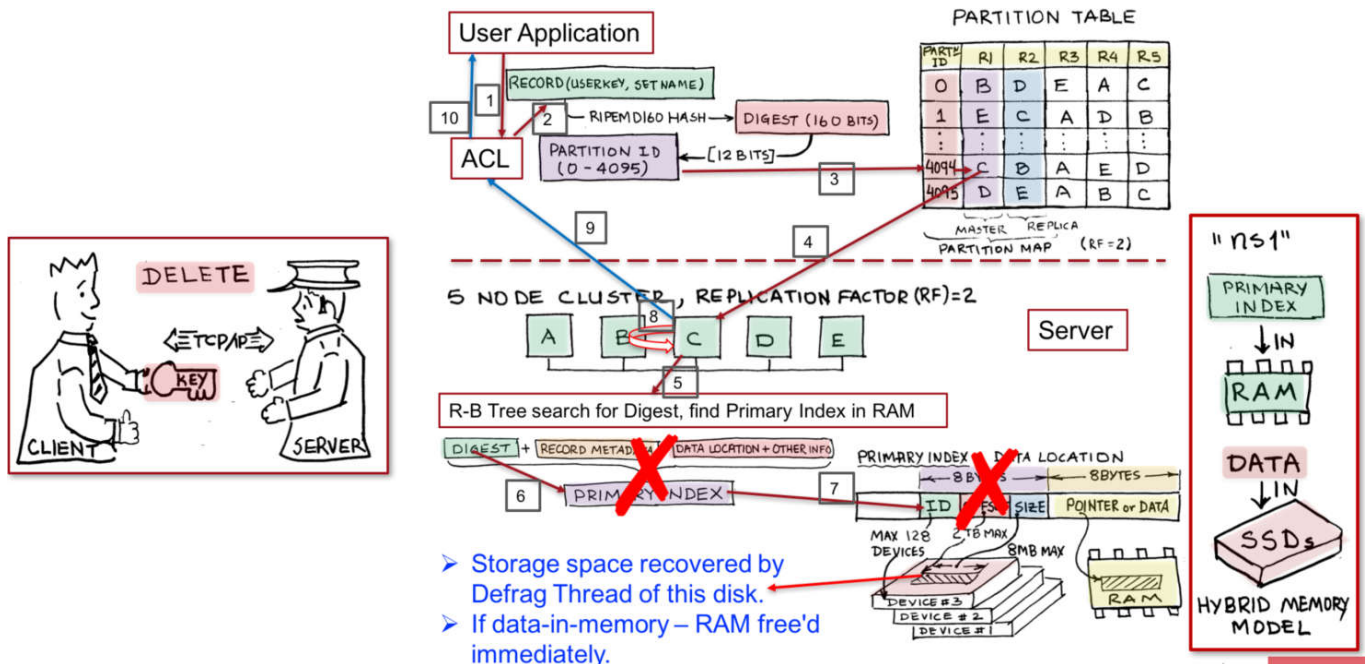 DELETE
TCP/IP
KEY
CLIENT
SERVER
User Application
10
1
RECORD (USERKEY, SETNAME)
2
RIPEMD160 HASH
DIGEST (160 BITS)
ACL
PARTITION ID
(0 - 4095)
[12 BITS]
3
9
4
PARTITION TABLE
PARTN ID R1 R2 R3 R4 R5
0 B D E A C
1 E C A D B
⋮ ⋮ ⋮ ⋮ ⋮ ⋮
4094 C B A E D
4095 D E A B C
MASTER REPLICA
PARTITION MAP (RF=2)
5 NODE CLUSTER, REPLICATION FACTOR (RF)=2
8
A B C D E
Server
5
R-B Tree search for Digest, find Primary Index in RAM
DIGEST + RECORD METADATA DATA LOCATION + OTHER INFO
6
PRIMARY INDEX
7
PRIMARY INDEX DATA LOCATION
8 BYTES 8 BYTES
ID SIZE POINTER or DATA
MAX 128 DEVICES
2 TB MAX
8MB MAX
DEVICE #3
DEVICE #2
DEVICE #1
RAM
➢ Storage space recovered by
Defrag Thread of this disk.
➢ If data-in-memory – RAM free'd
immediately.
"ns1"
PRIMARY
INDEX
IN
RAM
DATA
IN
SSDs
HYBRID MEMORY
MODEL